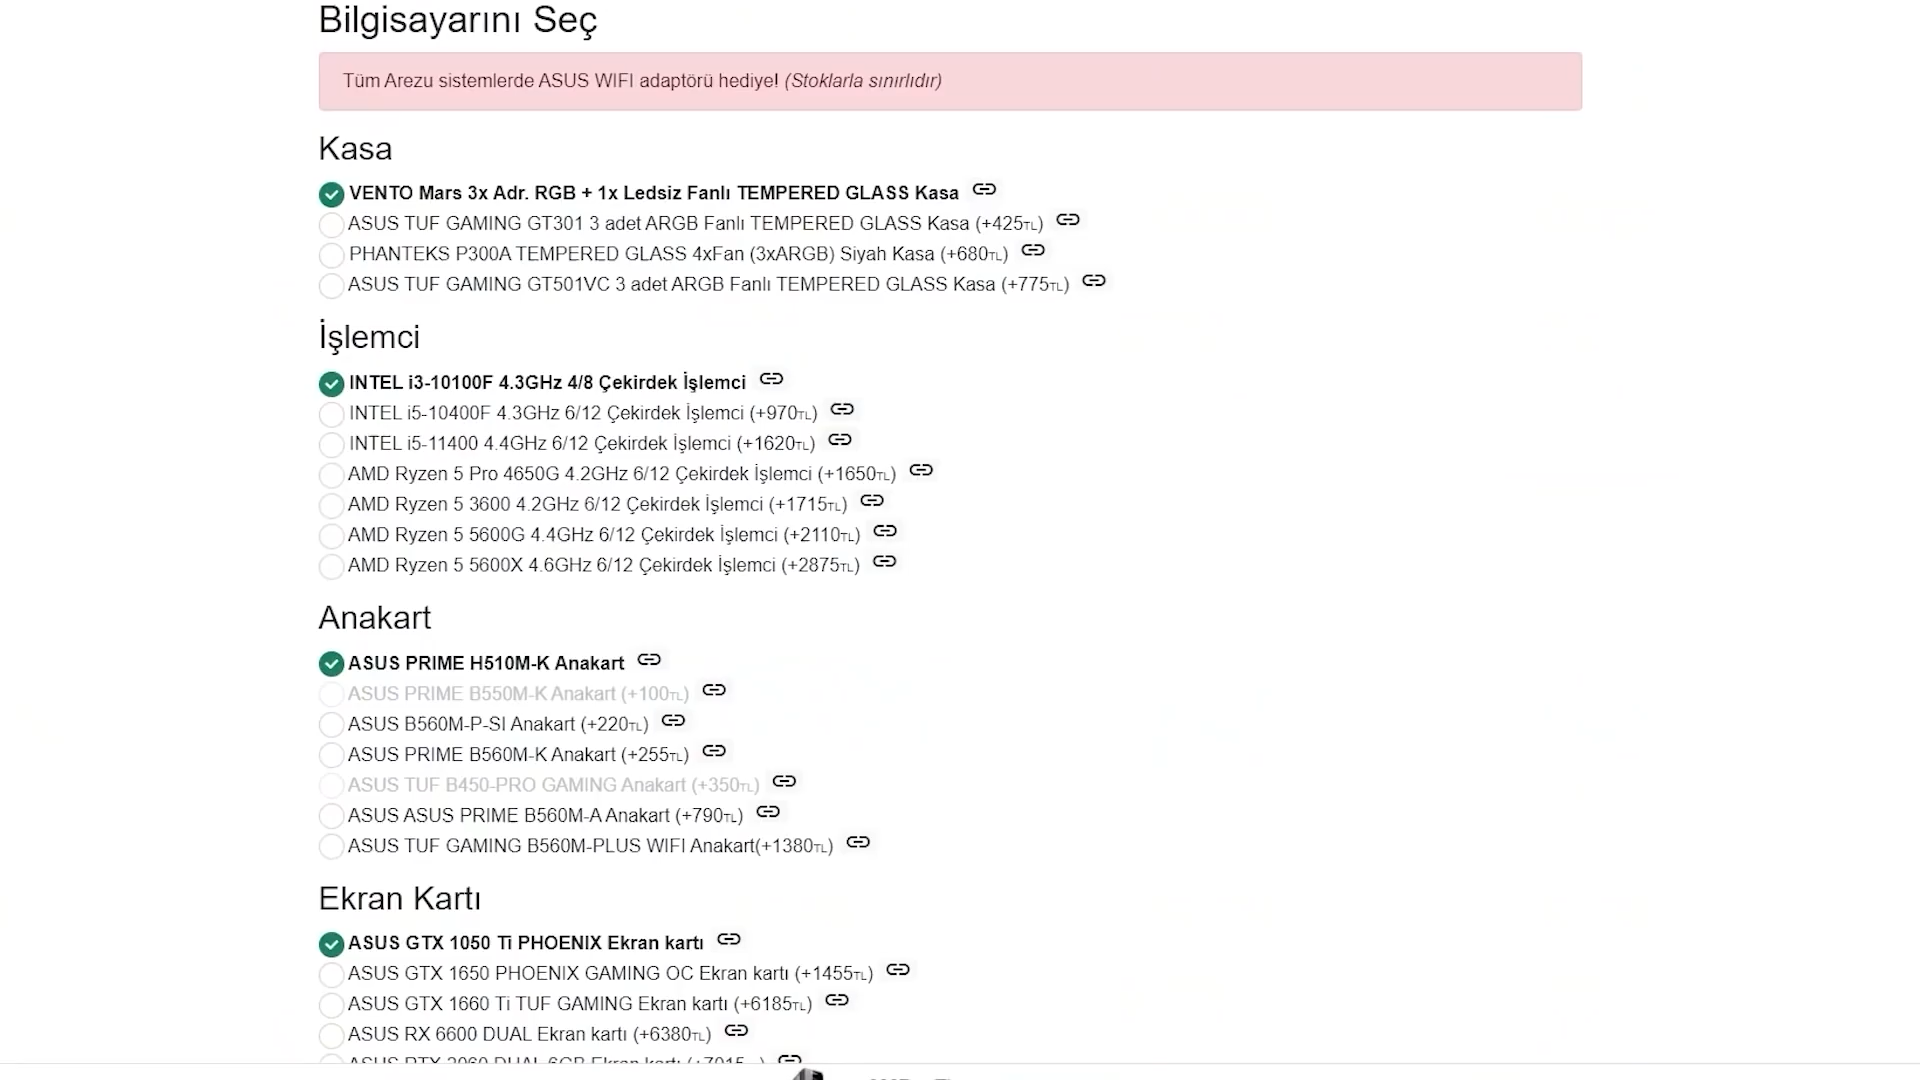 Bilgisayarını Seç
Tüm Arezu sistemlerde ASUS WIFI adaptörü hediye! (Stoklarla sınırlıdır)
Kasa
VENTO Mars 3x Adr. RGB + 1x Ledsiz Fanlı TEMPERED GLASS Kasa
ASUS TUF GAMING GT301 3 adet ARGB Fanlı TEMPERED GLASS Kasa (+425TL)
PHANTEKS P300A TEMPERED GLASS 4xFan (3xARGB) Siyah Kasa (+680TL)
ASUS TUF GAMING GT501VC 3 adet ARGB Fanlı TEMPERED GLASS Kasa (+775TL)
İşlemci
INTEL i3-10100F 4.3GHz 4/8 Çekirdek İşlemci
INTEL i5-10400F 4.3GHz 6/12 Çekirdek İşlemci (+970TL)
INTEL i5-11400 4.4GHz 6/12 Çekirdek İşlemci (+1620TL)
AMD Ryzen 5 Pro 4650G 4.2GHz 6/12 Çekirdek İşlemci (+1650TL)
AMD Ryzen 5 3600 4.2GHz 6/12 Çekirdek İşlemci (+1715TL)
AMD Ryzen 5 5600G 4.4GHz 6/12 Çekirdek İşlemci (+2110TL)
AMD Ryzen 5 5600X 4.6GHz 6/12 Çekirdek İşlemci (+2875TL)
Anakart
ASUS PRIME H510M-K Anakart
ASUS PRIME B550M-K Anakart (+100TL)
ASUS B560M-P-SI Anakart (+220TL)
ASUS PRIME B560M-K Anakart (+255TL)
ASUS TUF B450-PRO GAMING Anakart (+350TL)
ASUS ASUS PRIME B560M-A Anakart (+790TL)
ASUS TUF GAMING B560M-PLUS WIFI Anakart(+1380TL)
Ekran Kartı
ASUS GTX 1050 Ti PHOENIX Ekran kartı
ASUS GTX 1650 PHOENIX GAMING OC Ekran kartı (+1455TL)
ASUS GTX 1660 Ti TUF GAMING Ekran kartı (+6185TL)
ASUS RX 6600 DUAL Ekran kartı (+6380TL)
ASUS RTX 2060 DUAL 6GB Ekran kartı (+7015TL)